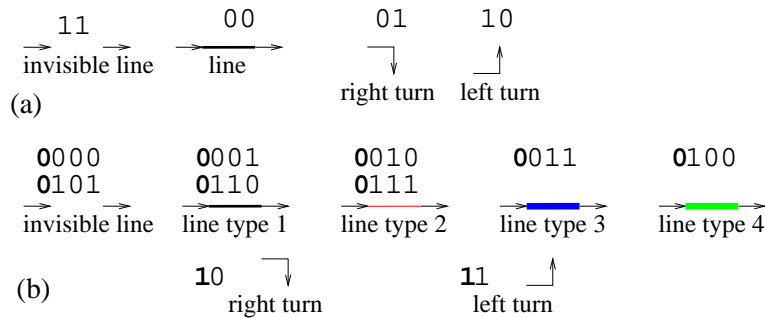 11 00 01 10
invisible line line
right turn left turn
(a)
0000 0001 0010 0011 0100
0101 0110 0111
invisible line line type 1 line type 2 line type 3 line type 4
(b) 10 11
right turn left turn